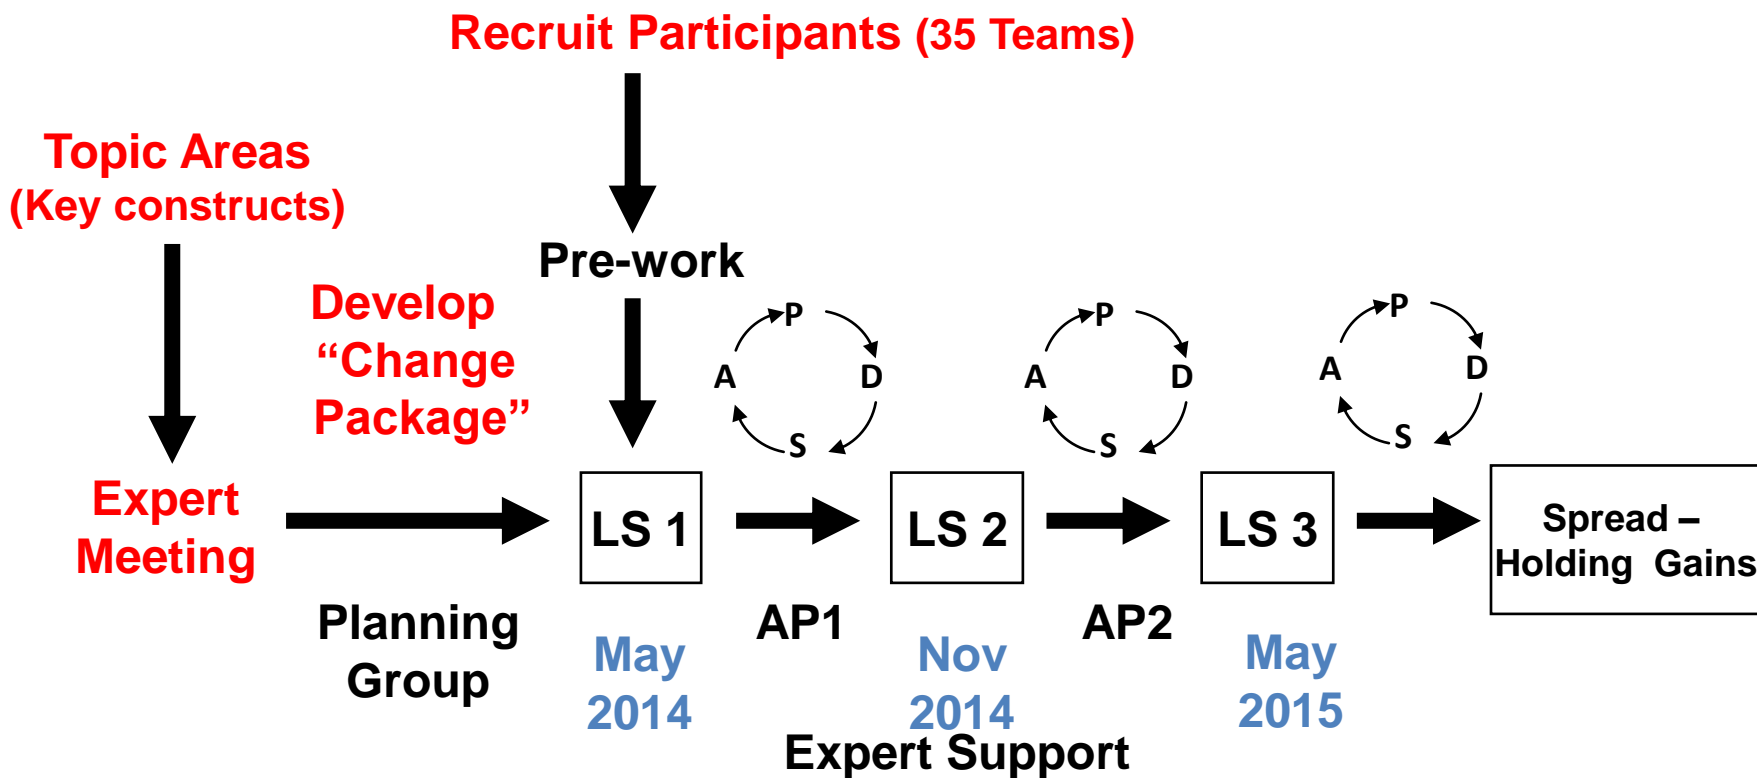 Recruit Participants (35 Teams)
Topic Areas
(Key constructs)
Pre-work
Develop
“Change
Package”
P
A
D
S
P
A
D
S
P
A
D
S
Expert
Meeting
LS 1
LS 2
LS 3
Spread –
Holding Gains
Planning
Group
AP1
AP2
May
2014
Nov
2014
May
2015
Expert Support